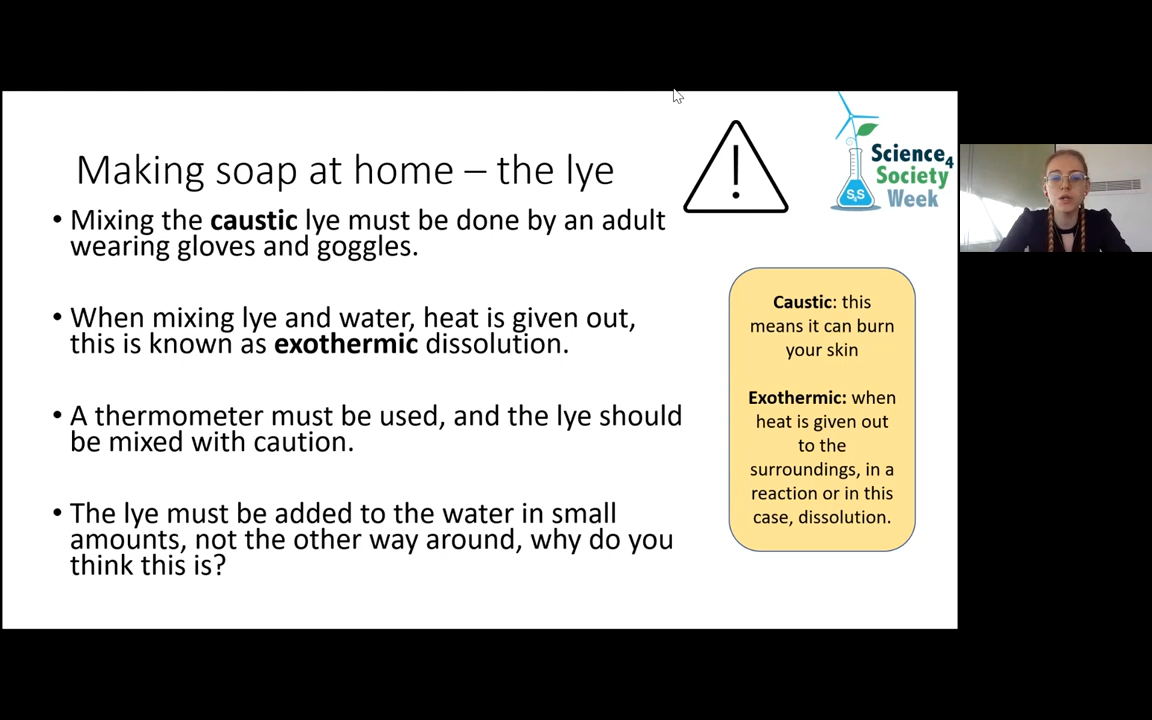 Making soap at home – the lye
• Mixing the caustic lye must be done by an adult
wearing gloves and goggles.
• When mixing lye and water, heat is given out,
this is known as exothermic dissolution.
• A thermometer must be used, and the lye should
be mixed with caution.
• The lye must be added to the water in small
amounts, not the other way around, why do you
think this is?
!
Science4
Society
Week
S4S
Caustic: this
means it can burn
your skin
Exothermic: when
heat is given out
to the
surroundings, in a
reaction or in this
case, dissolution.